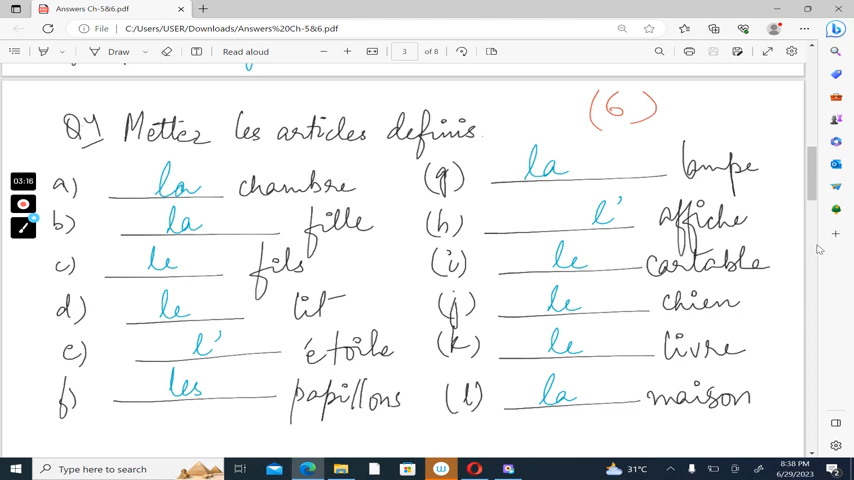 Answers Ch-5&6.pdf
File C:/Users/USER/Downloads/Answers%20Ch-5&6.pdf
Draw Read aloud 3 of 8
(6)
Q4 Mettez les articles definis.
a) la chambre
b) la fille
c) le fils
d) le lit
e) l' étoile
f) les papillons
(g) la lampe
(h) l' affiche
(i) le cartable
(j) le chien
(k) le livre
(l) la maison
03:16
Type here to search
31°C
8:38 PM
6/29/2023
2